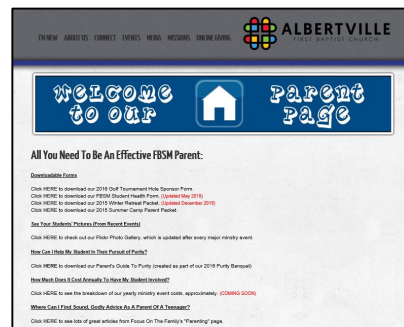 I'M NEW ABOUT US CONNECT EVENTS MEDIA MISSIONS ONLINE GIVING
ALBERTVILLE
FIRST BAPTIST CHURCH
WELCOME
TO OUR
PARENT
PAGE
All You Need To Be An Effective FBSM Parent:
Downloadable Forms
Click HERE to download our 2016 Golf Tournament Hole Sponsor Form.
Click HERE to download our FBSM Student Health Form. (Updated May 2015)
Click HERE to download our 2015 Winter Retreat Packet. (Updated December 2015)
Click HERE to download our 2015 Summer Camp Parent Packet.
See Your Students' Pictures (From Recent Events)
Click HERE to check out our Flickr Photo Gallery, which is updated after every major ministry event.
How Can I Help My Student In Their Pursuit of Purity?
Click HERE to download our Parent's Guide To Purity (created as part of our 2016 Purity Banquet)
How Much Does It Cost Annually To Have My Student Involved?
Click HERE to see the breakdown of our yearly ministry event costs, approximately. (COMING SOON)
Where Can I Find Sound, Godly Advice As A Parent Of A Teenager?
Click HERE to see lots of great articles from Focus On The Family's "Parenting" page.